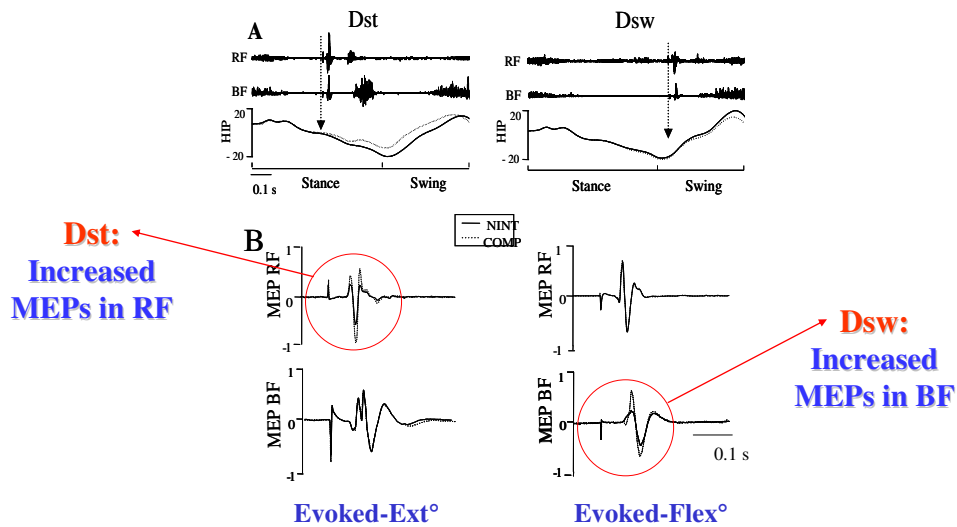 Dst
Dsw
A
RF
BF
20
HIP
- 20
0.1 s
Stance
Swing
RF
BF
20
HIP
- 20
Stance
Swing
Dst:
Increased
MEPs in RF
NINT
COMP
B
1
MEP RF
0
-1
1
MEP BF
0
-1
1
MEP RF
0
-1
1
MEP BF
0
-1
Dsw:
Increased
MEPs in BF
0.1 s
Evoked-Ext°
Evoked-Flex°